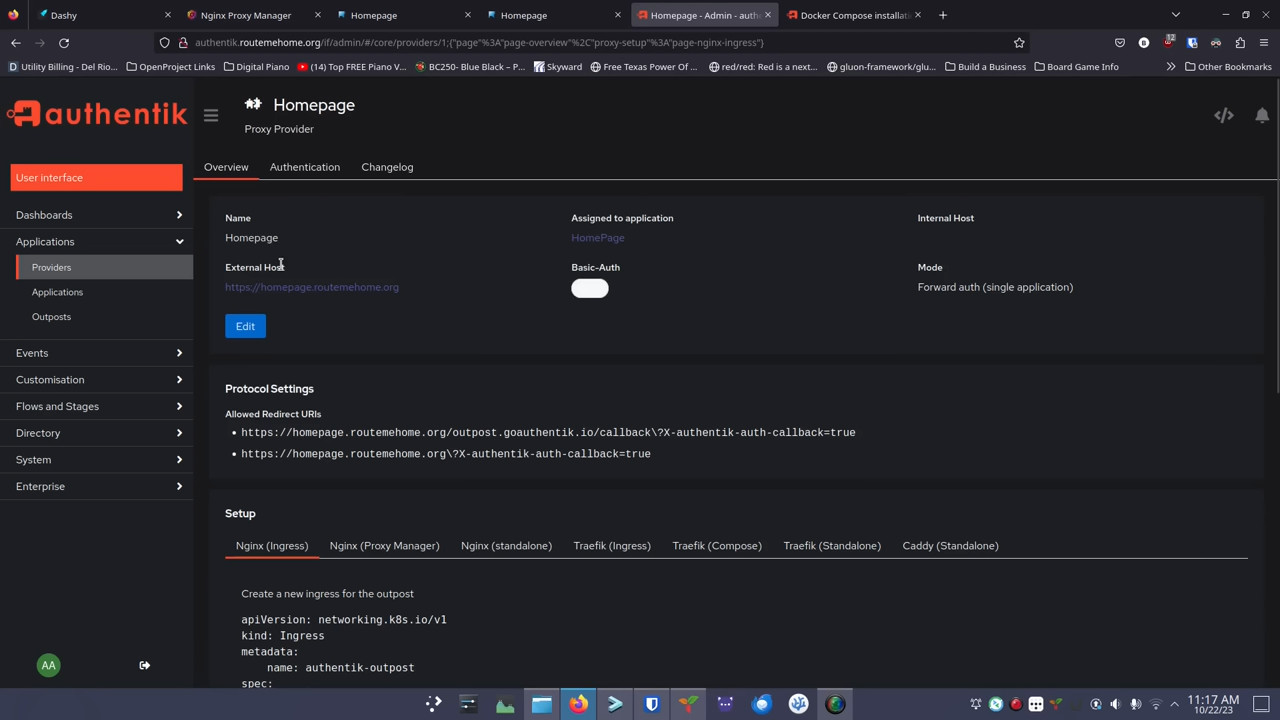 Dashy
Nginx Proxy Manager
Homepage
Homepage
Homepage - Admin - auth
Docker Compose installati
authentik.routemehome.org/if/admin/#/core/providers/1;{"page"%3A"page-overview"%2C"proxy-setup"%3A"page-nginx-ingress"}
12
Utility Billing - Del Rio...
OpenProject Links
Digital Piano
(14) Top FREE Piano V...
BC250- Blue Black – P...
Skyward
Free Texas Power Of ...
red/red: Red is a next...
gluon-framework/glu...
Build a Business
Board Game Info
Other Bookmarks
authentik
Homepage
Proxy Provider
User interface
Dashboards
Applications
Providers
Applications
Outposts
Events
Customisation
Flows and Stages
Directory
System
Enterprise
AA
Overview
Authentication
Changelog
Name
Assigned to application
Internal Host
Homepage
HomePage
External Host
Basic-Auth
Mode
https://homepage.routemehome.org
Forward auth (single application)
Edit
Protocol Settings
Allowed Redirect URIs
• https://homepage.routemehome.org/outpost.goauthentik.io/callback\?X-authentik-auth-callback=true
• https://homepage.routemehome.org\?X-authentik-auth-callback=true
Setup
Nginx (Ingress)
Nginx (Proxy Manager)
Nginx (standalone)
Traefik (Ingress)
Traefik (Compose)
Traefik (Standalone)
Caddy (Standalone)
Create a new ingress for the outpost
apiVersion: networking.k8s.io/v1
kind: Ingress
metadata:
name: authentik-outpost
spec:
11:17 AM
10/22/23